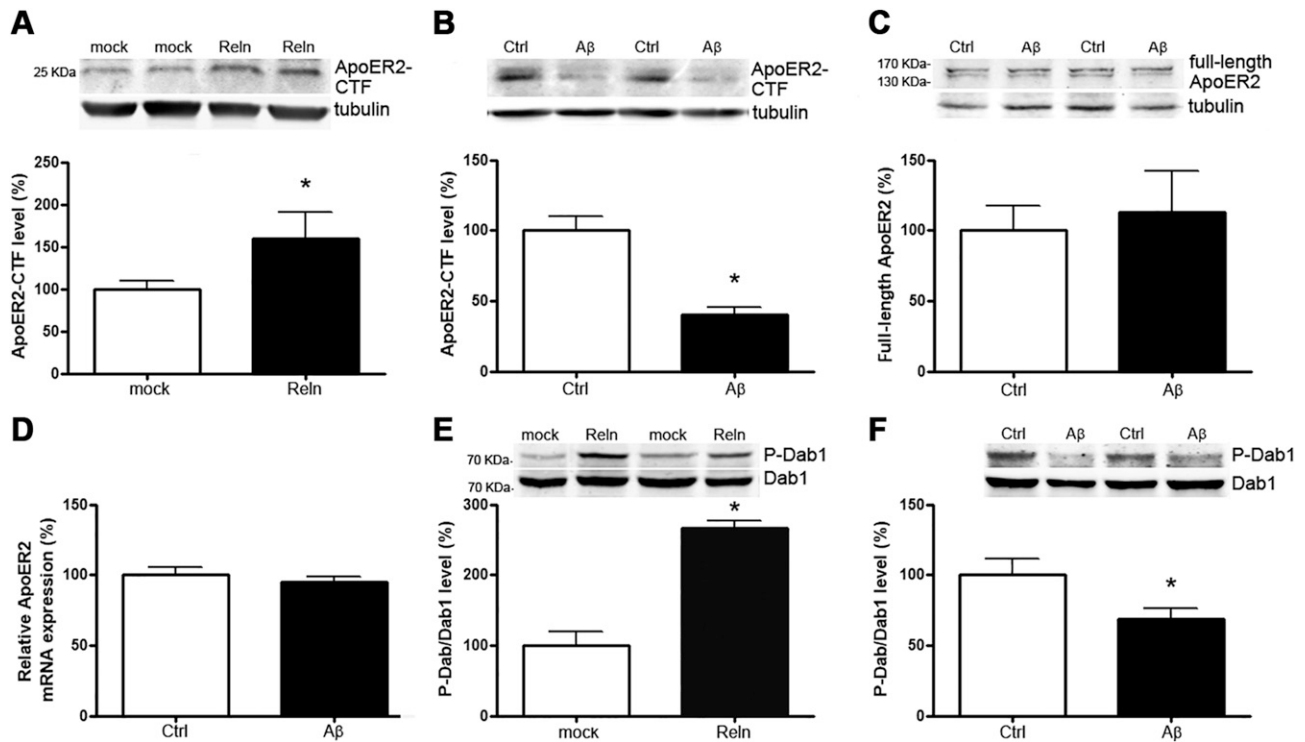 A
mock mock Reln Reln
25 KDa
ApoER2-
CTF
tubulin
ApoER2-CTF level (%)
250
200
150
100
50
0
*
mock Reln
B
Ctrl Aβ Ctrl Aβ
ApoER2-
CTF
tubulin
ApoER2-CTF level (%)
150
100
50
0
*
Ctrl Aβ
C
Ctrl Aβ Ctrl Aβ
170 KDa-
130 KDa-
full-length
ApoER2
tubulin
Full-length ApoER2 (%)
150
100
50
0
Ctrl Aβ
D
Relative ApoER2
mRNA expression (%)
150
100
50
0
Ctrl Aβ
E
mock Reln mock Reln
70 KDa-
P-Dab1
70 KDa-
Dab1
P-Dab/Dab1 level (%)
300
200
100
0
*
mock Reln
F
Ctrl Aβ Ctrl Aβ
P-Dab1
Dab1
P-Dab/Dab1 level (%)
150
100
50
0
*
Ctrl Aβ